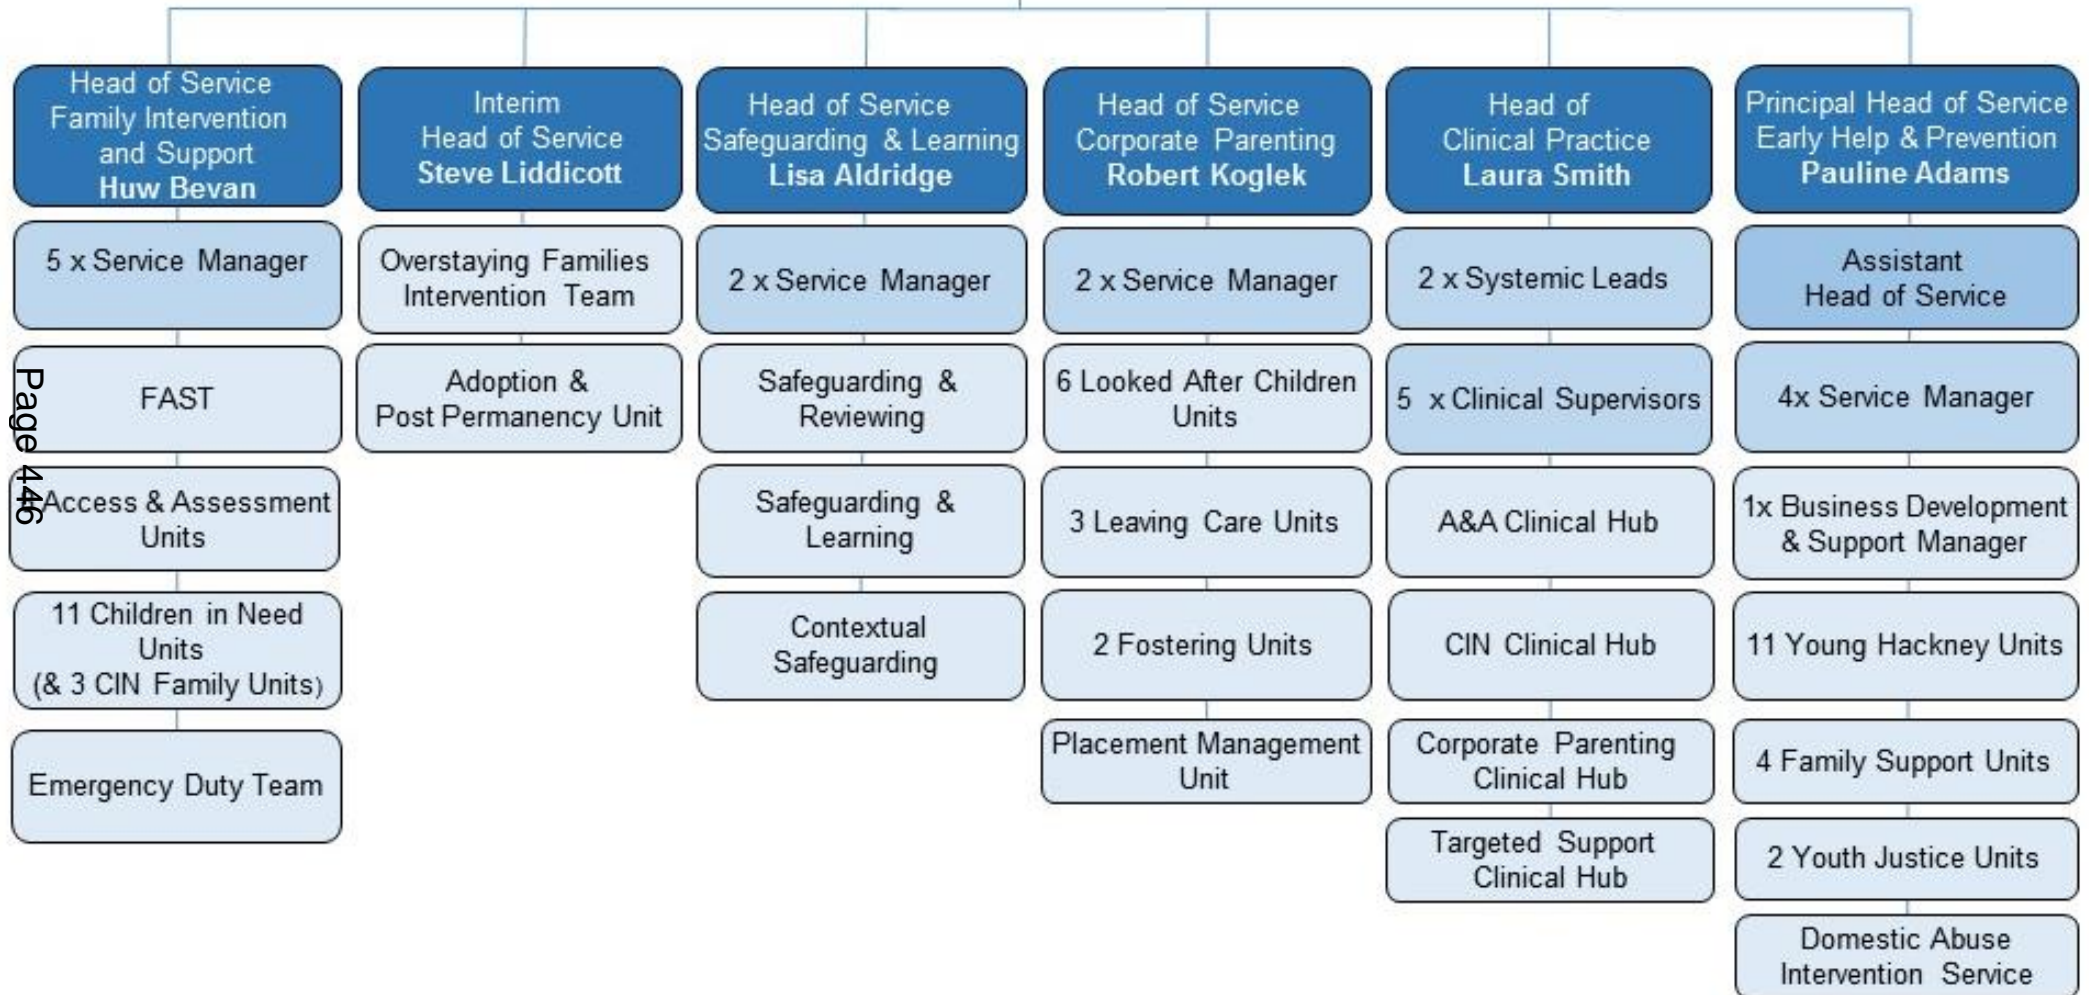 Head of Service
Family Intervention
and Support
Huw Bevan
5 x Service Manager
FAST
Access & Assessment
Units
11 Children in Need
Units
(& 3 CIN Family Units)
Emergency Duty Team
Interim
Head of Service
Steve Liddicott
Overstaying Families
Intervention Team
Adoption &
Post Permanency Unit
Head of Service
Safeguarding & Learning
Lisa Aldridge
2 x Service Manager
Safeguarding &
Reviewing
Safeguarding &
Learning
Contextual
Safeguarding
Head of Service
Corporate Parenting
Robert Koglek
2 x Service Manager
6 Looked After Children
Units
3 Leaving Care Units
2 Fostering Units
Placement Management
Unit
Head of
Clinical Practice
Laura Smith
2 x Systemic Leads
5 x Clinical Supervisors
A&A Clinical Hub
CIN Clinical Hub
Corporate Parenting
Clinical Hub
Targeted Support
Clinical Hub
Principal Head of Service
Early Help & Prevention
Pauline Adams
Assistant
Head of Service
4x Service Manager
1x Business Development
& Support Manager
11 Young Hackney Units
4 Family Support Units
2 Youth Justice Units
Domestic Abuse
Intervention Service
Page 446